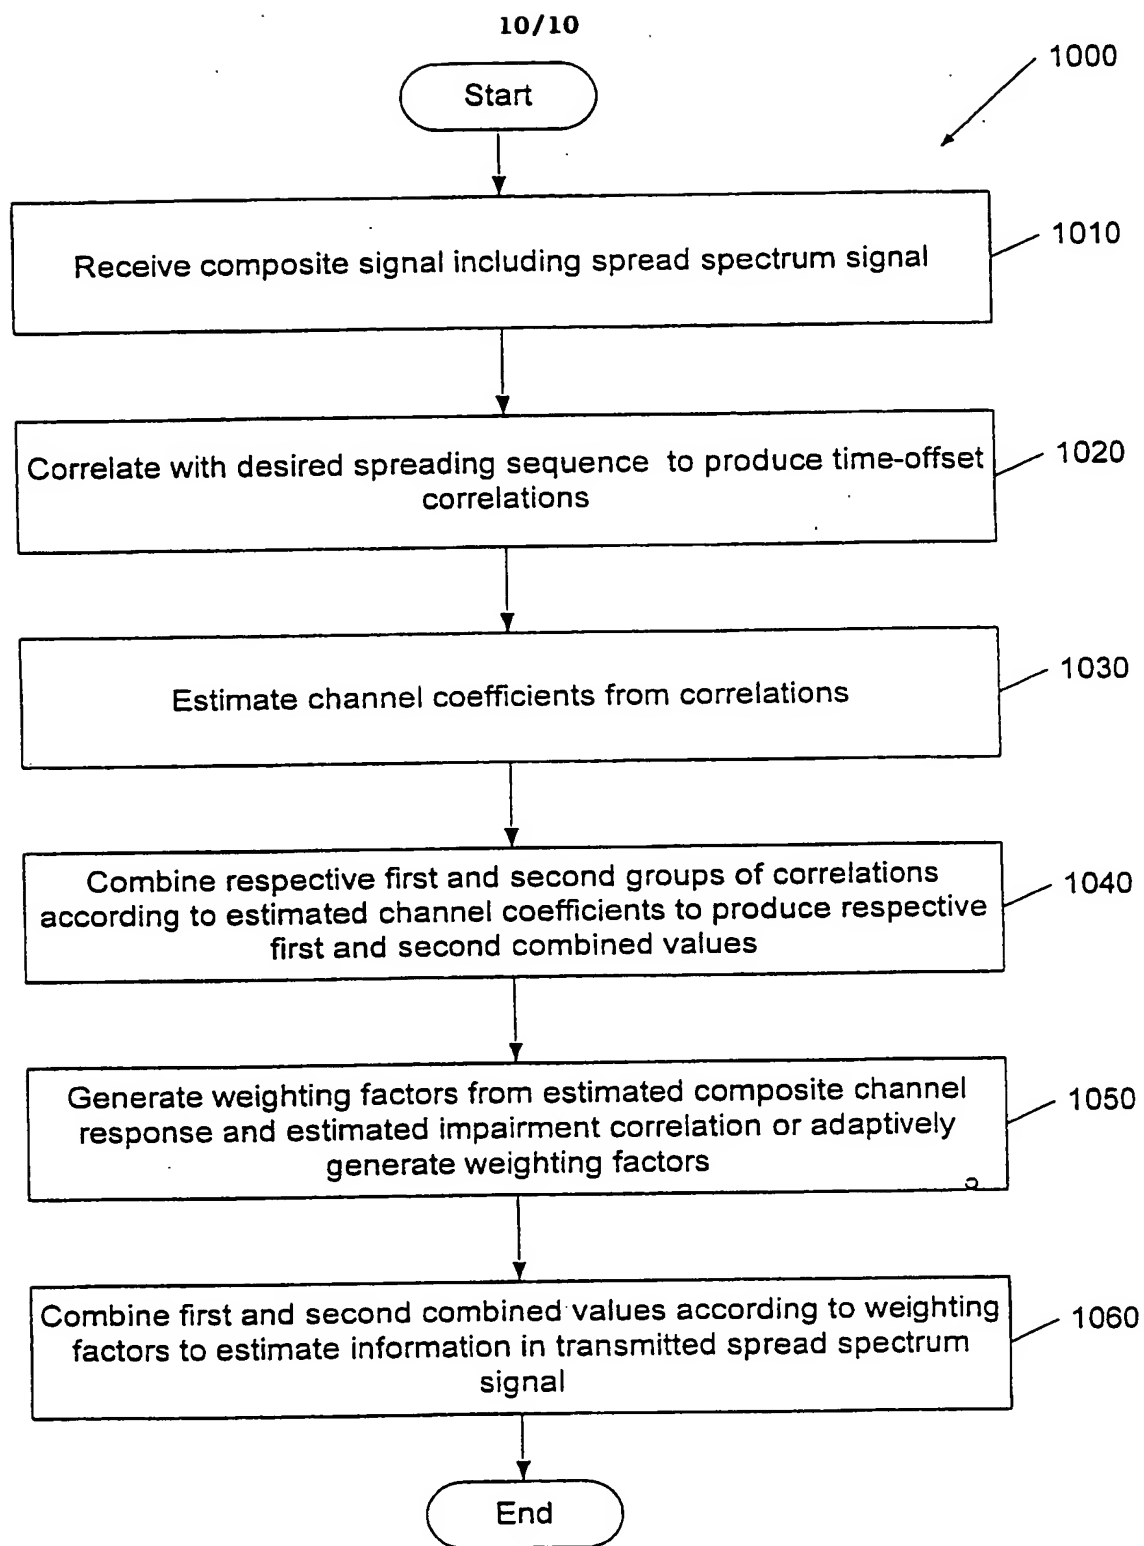 10/10
1000
Start
Receive composite signal including spread spectrum signal
1010
Correlate with desired spreading sequence to produce time-offset
correlations
1020
Estimate channel coefficients from correlations
1030
Combine respective first and second groups of correlations
according to estimated channel coefficients to produce respective
first and second combined values
1040
Generate weighting factors from estimated composite channel
response and estimated impairment correlation or adaptively
generate weighting factors
1050
Combine first and second combined values according to weighting
factors to estimate information in transmitted spread spectrum
signal
1060
End